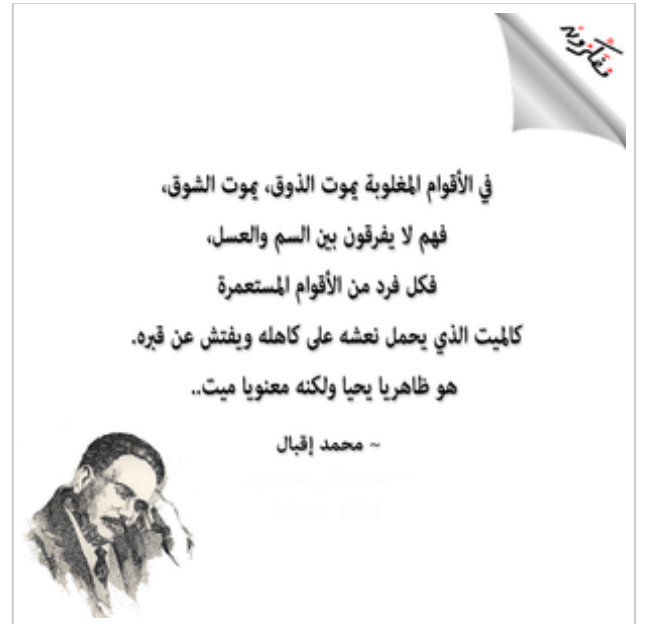 مفكرون
في الأقوام المغلوبة يموت الذوق، يموت الشوق،
فهم لا يفرقون بين السم والعسل،
فكل فرد من الأقوام المستعمرة
كالميت الذي يحمل نعشه على كاهله ويفتش عن قبره.
هو ظاهريا يحيا ولكنه معنويا ميت..
~ محمد إقبال